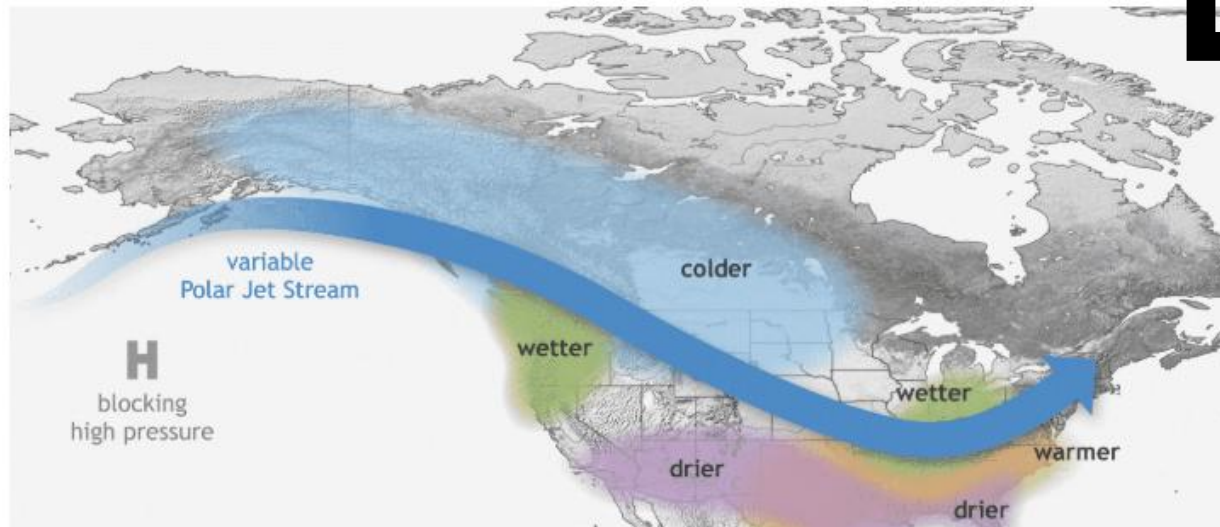 colder
variable
Polar Jet Stream
wetter
H
blocking
high pressure
wetter
warmer
drier
drier